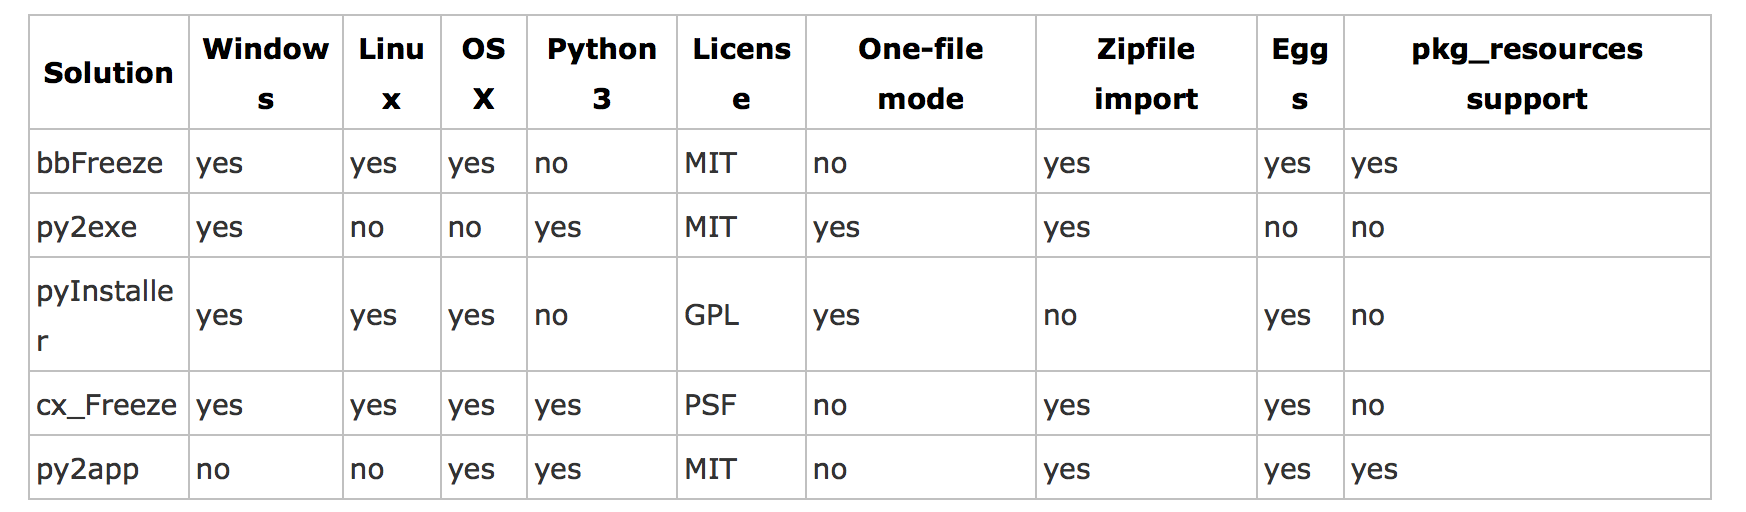 Solution Windows Linux OS X Python 3 License One-file mode Zipfile import Eggs pkg_resources support
bbFreeze yes yes yes no MIT no yes yes yes
py2exe yes no no yes MIT yes yes no no
pyInstaller yes yes yes no GPL yes no yes no
cx_Freeze yes yes yes yes PSF no yes yes no
py2app no no yes yes MIT no yes yes yes